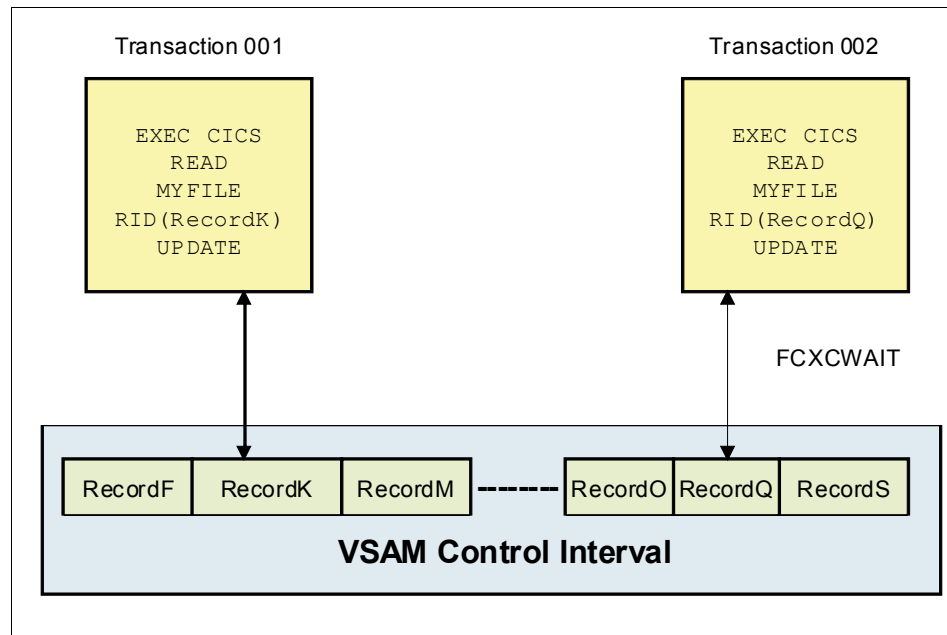 Transaction 001
Transaction 002
EXEC CICS
READ
MYFILE
RID(RecordK)
UPDATE
EXEC CICS
READ
MYFILE
RID(RecordQ)
UPDATE
FCXCWAIT
RecordF RecordK RecordM RecordO RecordQ RecordS
VSAM Control Interval